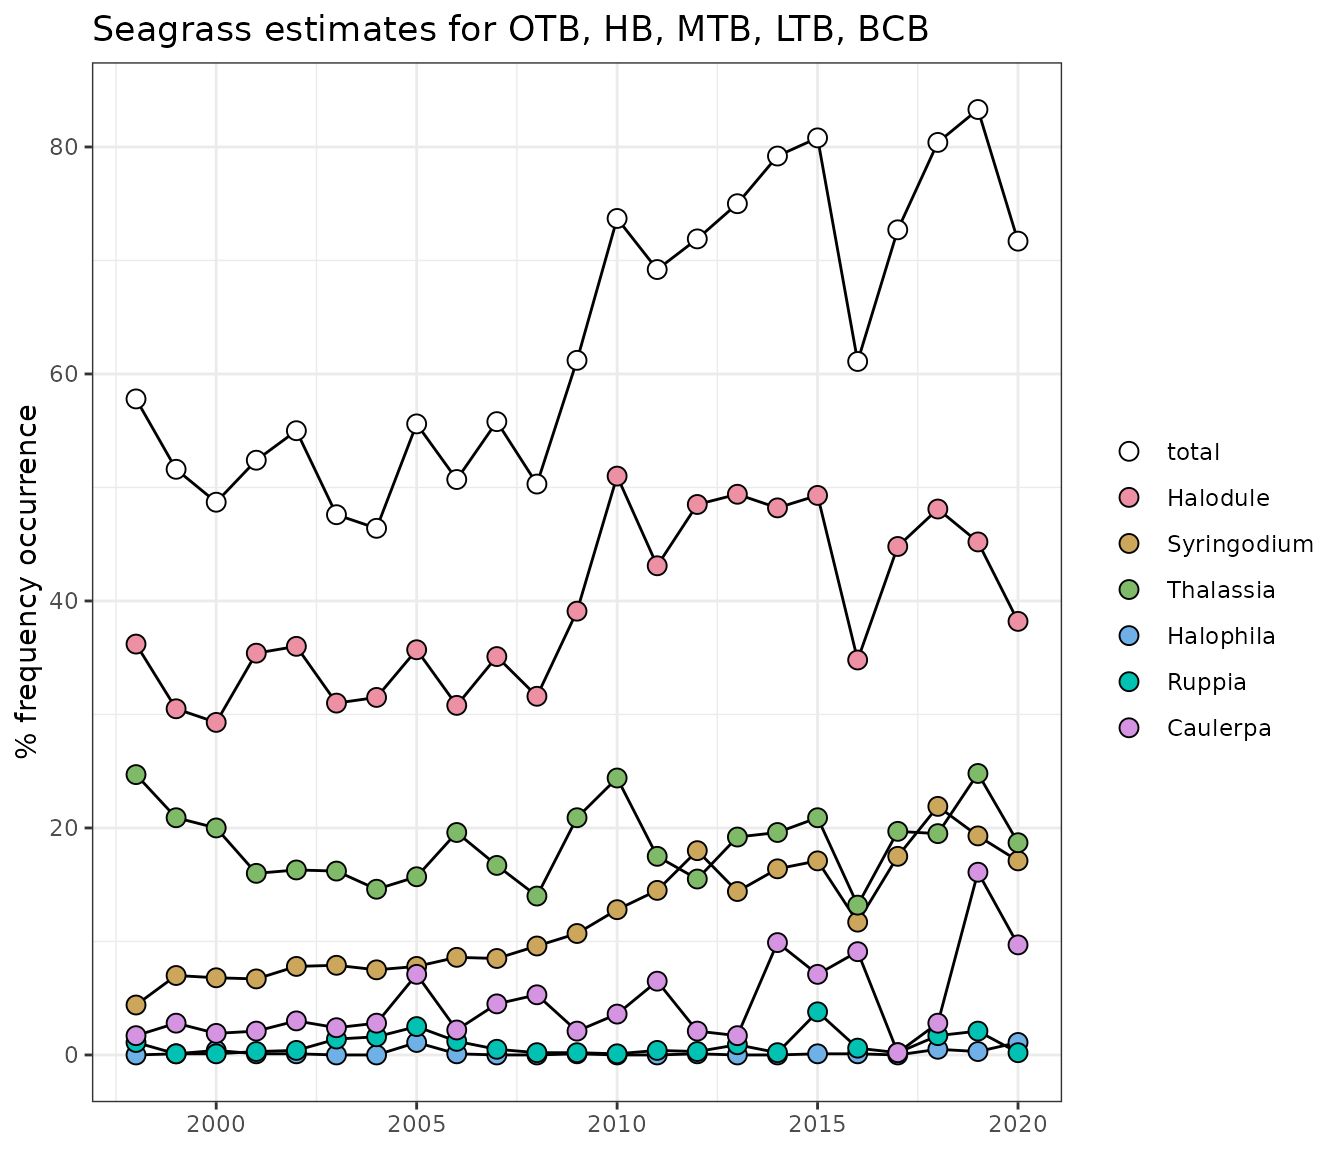 Seagrass estimates for OTB, HB, MTB, LTB, BCB
% frequency occurrence
80
60
40
20
0
2000
2005
2010
2015
2020
total
Halodule
Syringodium
Thalassia
Halophila
Ruppia
Caulerpa